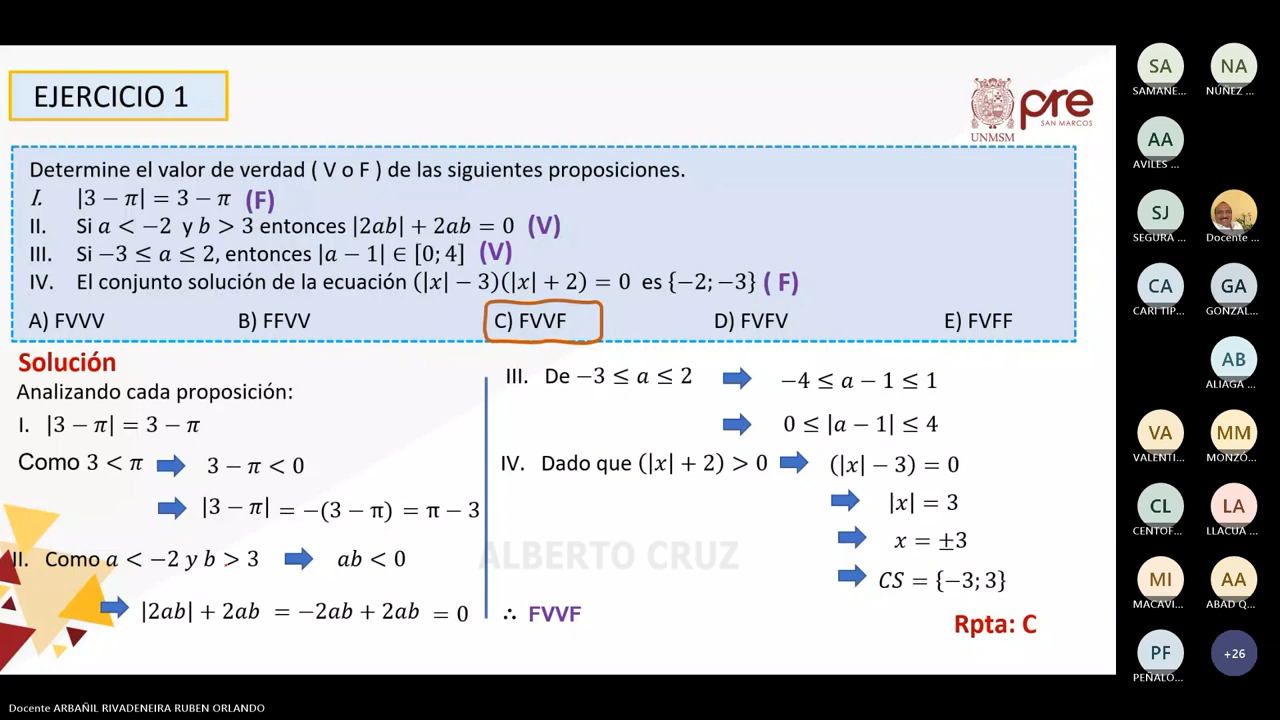 EJERCICIO 1
UNMSM
pre
SAN MARCOS
Determine el valor de verdad ( V o F ) de las siguientes proposiciones.
I. |3 − π| = 3 − π (F)
II. Si a < −2 y b > 3 entonces |2ab| + 2ab = 0 (V)
III. Si −3 ≤ a ≤ 2, entonces |a − 1| ∈ [0; 4] (V)
IV. El conjunto solución de la ecuación (|x| − 3)(|x| + 2) = 0 es {−2; −3} ( F)
A) FVVV B) FFVV C) FVVF D) FVFV E) FVFF
Solución
Analizando cada proposición:
I. |3 − π| = 3 − π
Como 3 < π ➡ 3 − π < 0
➡ |3 − π| = −(3 − π) = π − 3
II. Como a < −2 y b > 3 ➡ ab < 0
➡ |2ab| + 2ab = −2ab + 2ab = 0
III. De −3 ≤ a ≤ 2 ➡ −4 ≤ a − 1 ≤ 1
➡ 0 ≤ |a − 1| ≤ 4
IV. Dado que (|x| + 2) > 0 ➡ (|x| − 3) = 0
➡ |x| = 3
➡ x = ±3
➡ CS = {−3; 3}
ALBERTO CRUZ
∴ FVVF
Rpta: C
SA NA
SAMANE... NÚÑEZ ...
AA
AVILES ...
SJ
SEGURA ... Docente ...
CA GA
CARI TIP... GONZAL...
AB
ALIAGA ...
VA MM
VALENTI... MONZO...
CL LA
CENTOF... LLACUA ...
MI AA
MACAVI... ABAD Q...
PF +26
PEÑALO...
Docente ARBAÑIL RIVADENEIRA RUBEN ORLANDO